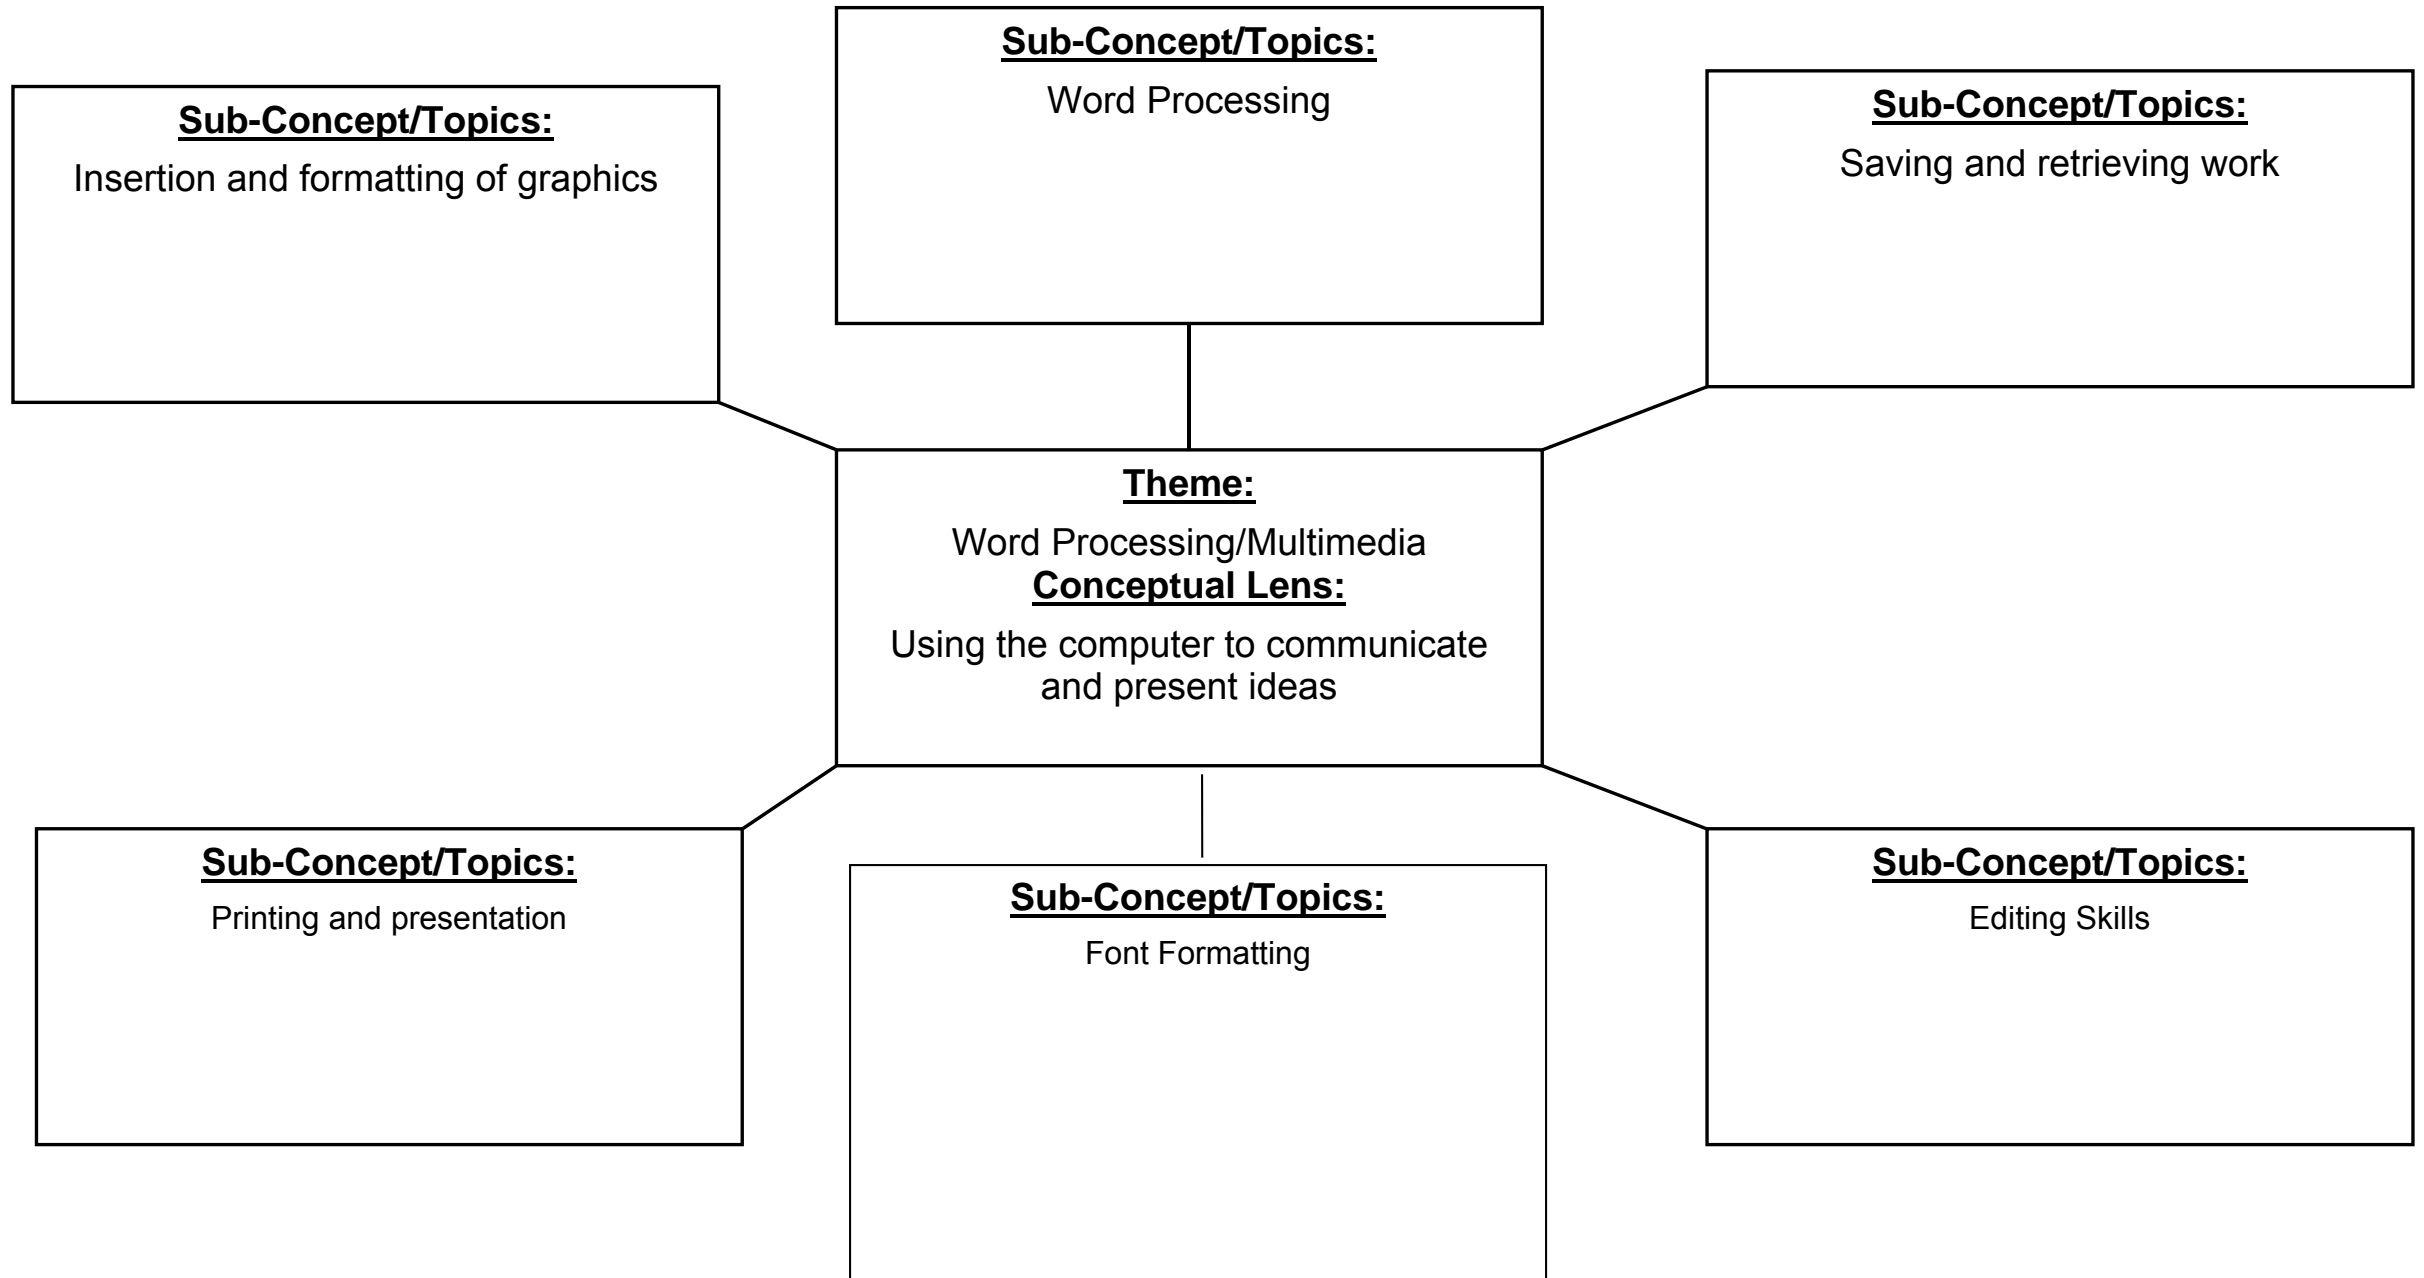 Sub-Concept/Topics:
Insertion and formatting of graphics
Sub-Concept/Topics:
Word Processing
Sub-Concept/Topics:
Saving and retrieving work
Theme:
Word Processing/Multimedia
Conceptual Lens:
Using the computer to communicate
and present ideas
Sub-Concept/Topics:
Printing and presentation
Sub-Concept/Topics:
Font Formatting
Sub-Concept/Topics:
Editing Skills